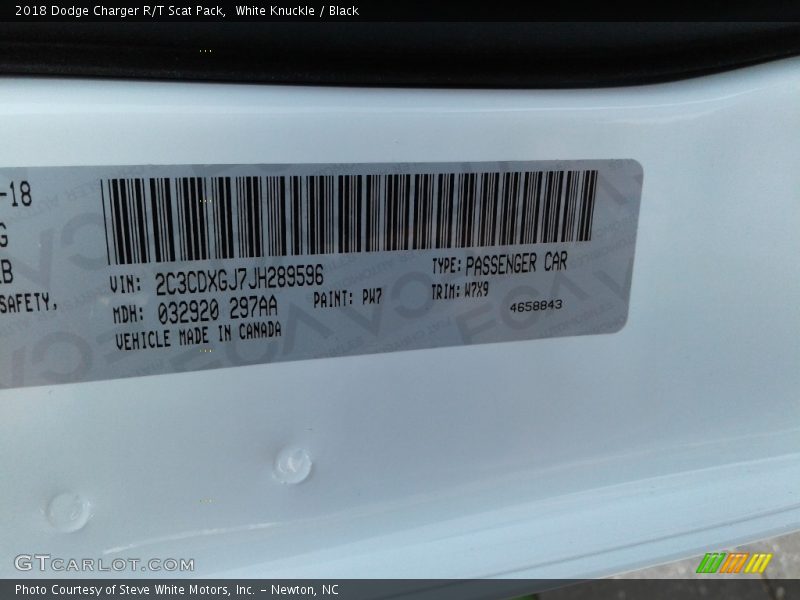 2018 Dodge Charger R/T Scat Pack, White Knuckle / Black
-18
G
LB
SAFETY,
VIN: 2C3CDXGJ7JH289596
TYPE: PASSENGER CAR
MDH: 032920 297AA
PAINT: PW7
TRIM: W7X9
VEHICLE MADE IN CANADA
4658843
GTCARLOT.COM
Photo Courtesy of Steve White Motors, Inc. – Newton, NC